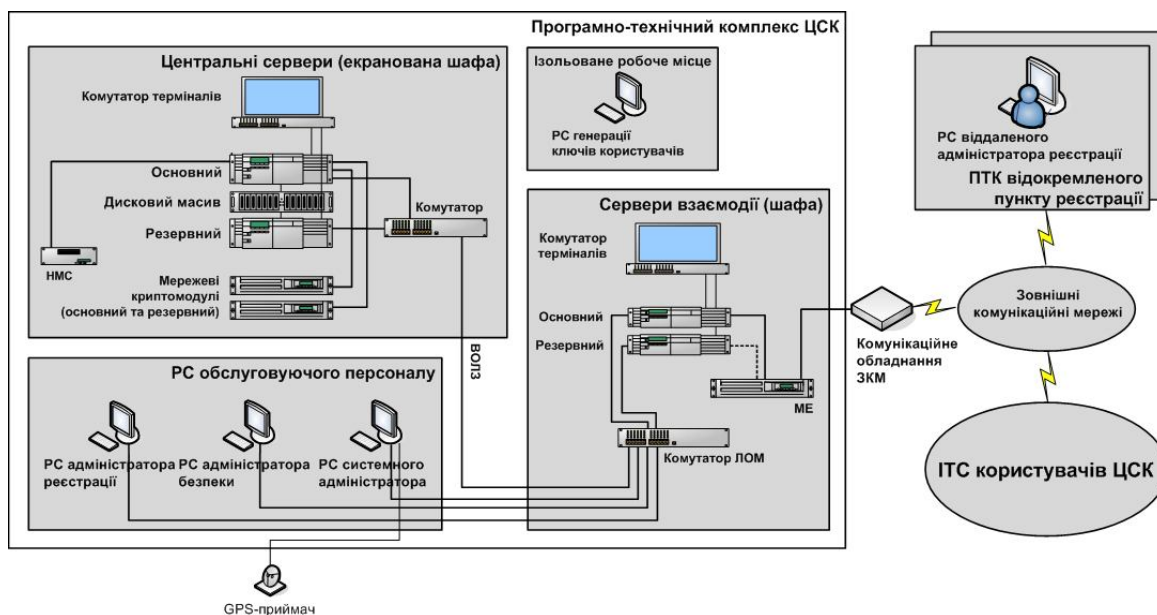 Програмно-технічний комплекс ЦСК
Центральні сервери (екранована шафа)
Комутатор терміналів
Основний
Дисковий масив
Резервний
Комутатор
НМС
Мережеві
криптомодулі
(основний та резервний)
Ізольоване робоче місце
РС генерації
ключів користувачів
Сервери взаємодії (шафа)
Комутатор
терміналів
Основний
Резервний
МЕ
Комутатор ЛОМ
ВОЛЗ
РС обслуговуючого персоналу
РС адміністратора
реєстрації
РС адміністратора
безпеки
РС системного
адміністратора
GPS-приймач
Комунікаційне
обладнання
ЗКМ
РС віддаленого
адміністратора реєстрації
ПТК відокремленого
пункту реєстрації
Зовнішні
комунікаційні мережі
ІТС користувачів ЦСК